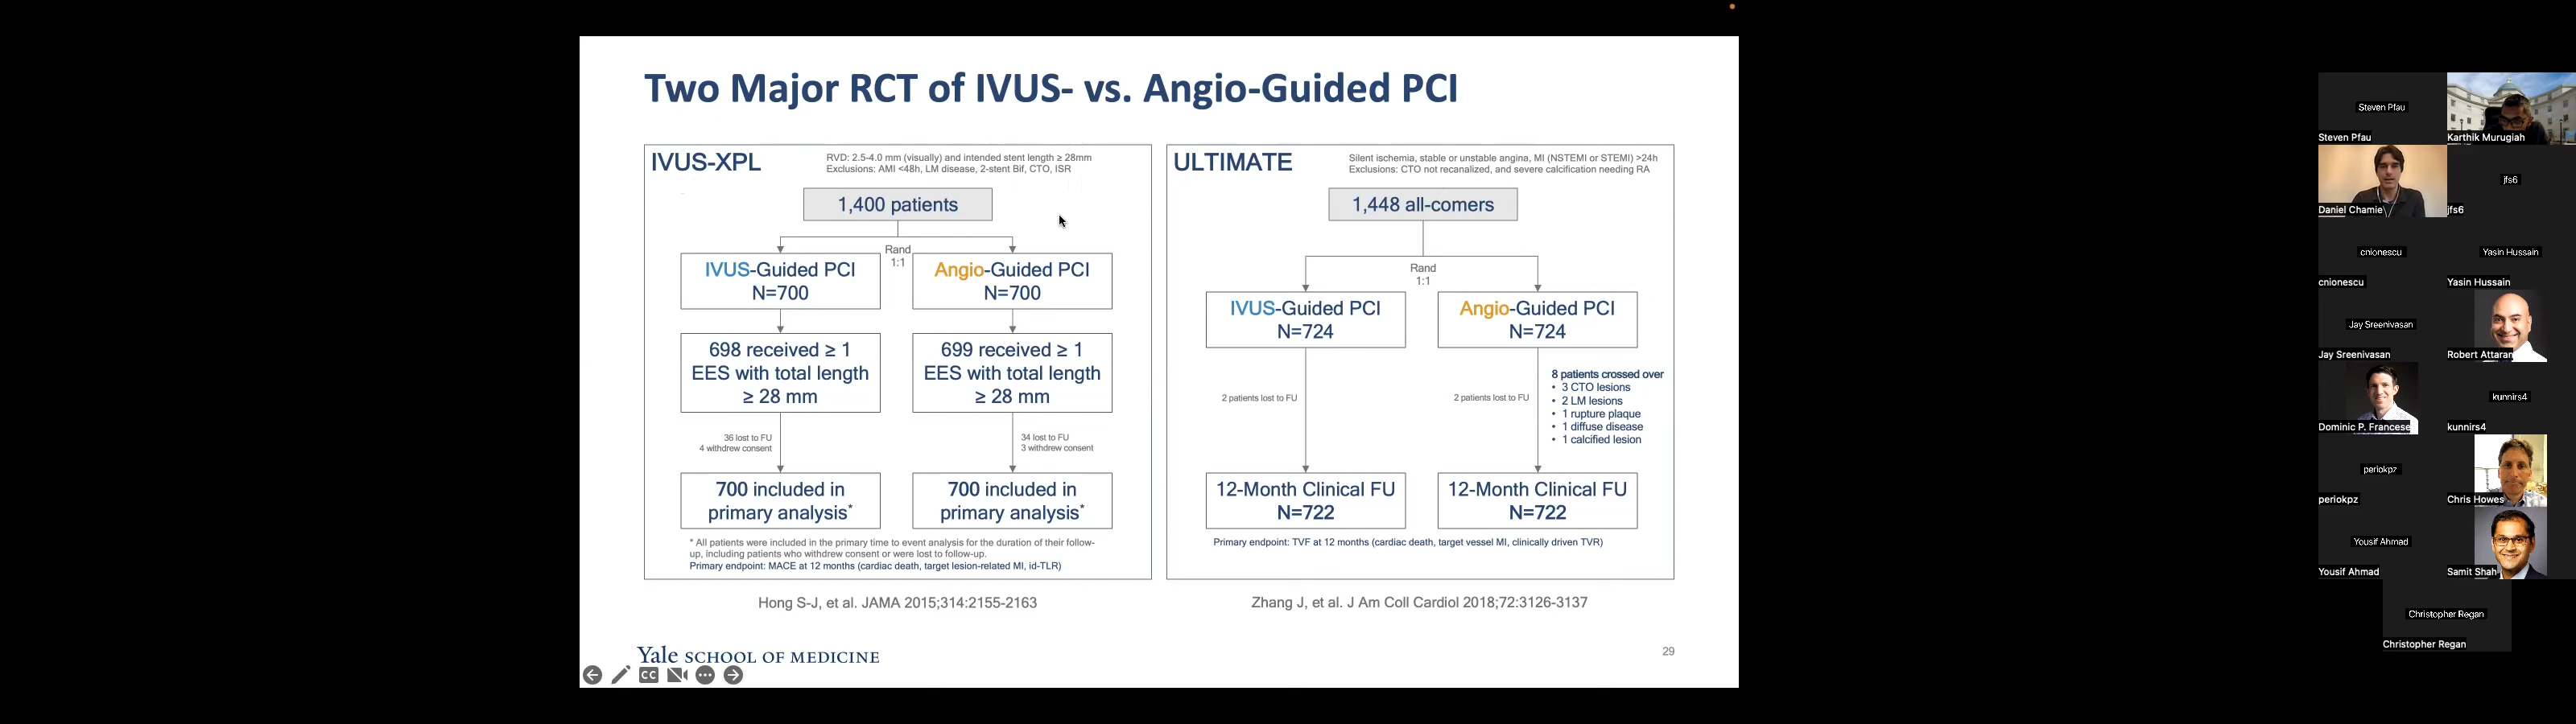 Two Major RCT of IVUS- vs. Angio-Guided PCI
IVUS-XPL
RVD: 2.5-4.0 mm (visually) and intended stent length ≥ 28mm
Exclusions: AMI <48h, LM disease, 2-stent Bif, CTO, ISR
1,400 patients
Rand
1:1
IVUS-Guided PCI
N=700
Angio-Guided PCI
N=700
698 received ≥ 1
EES with total length
≥ 28 mm
699 received ≥ 1
EES with total length
≥ 28 mm
36 lost to FU
4 withdrew consent
34 lost to FU
3 withdrew consent
700 included in
primary analysis*
700 included in
primary analysis*
* All patients were included in the primary time to event analysis for the duration of their follow-
up, including patients who withdrew consent or were lost to follow-up.
Primary endpoint: MACE at 12 months (cardiac death, target lesion-related MI, id-TLR)
Hong S-J, et al. JAMA 2015;314:2155-2163
ULTIMATE
Silent ischemia, stable or unstable angina, MI (NSTEMI or STEMI) >24h
Exclusions: CTO not recanalized, and severe calcification needing RA
1,448 all-comers
Rand
1:1
IVUS-Guided PCI
N=724
Angio-Guided PCI
N=724
2 patients lost to FU
2 patients lost to FU
8 patients crossed over
• 3 CTO lesions
• 2 LM lesions
• 1 rupture plaque
• 1 diffuse disease
• 1 calcified lesion
12-Month Clinical FU
N=722
12-Month Clinical FU
N=722
Primary endpoint: TVF at 12 months (cardiac death, target vessel MI, clinically driven TVR)
Zhang J, et al. J Am Coll Cardiol 2018;72:3126-3137
Yale SCHOOL OF MEDICINE
29
CC
Steven Pfau
Steven Pfau
Karthik Murugiah
Daniel Chamie\
jfs6
jfs6
cnionescu
cnionescu
Yasin Hussain
Yasin Hussain
Jay Sreenivasan
Jay Sreenivasan
Robert Attaran
Dominic P. Francese
kunnirs4
kunnirs4
periokpz
periokpz
Chris Howes
Yousif Ahmad
Yousif Ahmad
Samit Shah
Christopher Regan
Christopher Regan